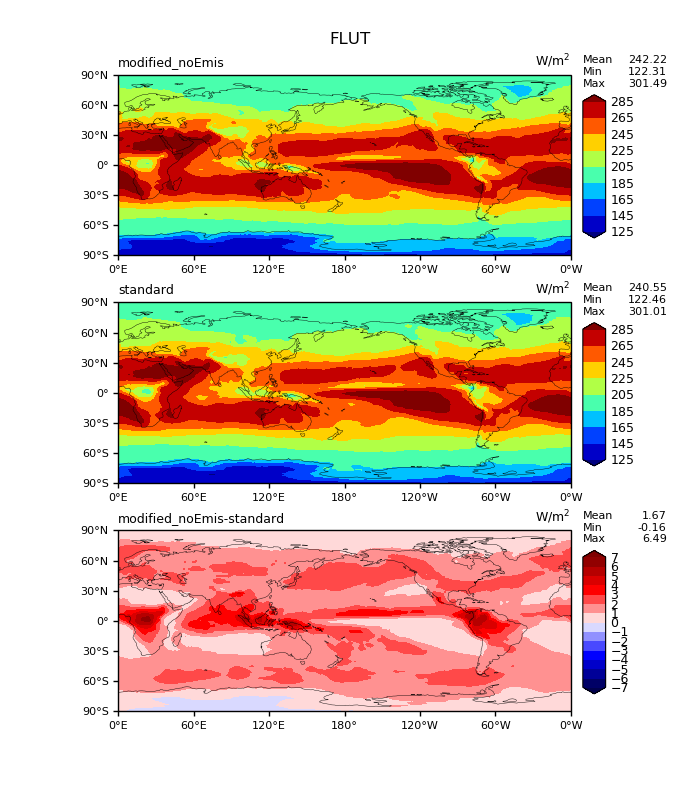 FLUT
modified_noEmis W/m2 Mean 242.22
Min 122.31
Max 301.49
90°N
60°N
30°N
0°
30°S
60°S
90°S
0°E 60°E 120°E 180° 120°W 60°W 0°W
285
265
245
225
205
185
165
145
125
standard W/m2 Mean 240.55
Min 122.46
Max 301.01
90°N
60°N
30°N
0°
30°S
60°S
90°S
0°E 60°E 120°E 180° 120°W 60°W 0°W
285
265
245
225
205
185
165
145
125
modified_noEmis-standard W/m2 Mean 1.67
Min -0.16
Max 6.49
90°N
60°N
30°N
0°
30°S
60°S
90°S
0°E 60°E 120°E 180° 120°W 60°W 0°W
7
6
5
4
3
2
1
0
−1
−2
−3
−4
−5
−6
−7